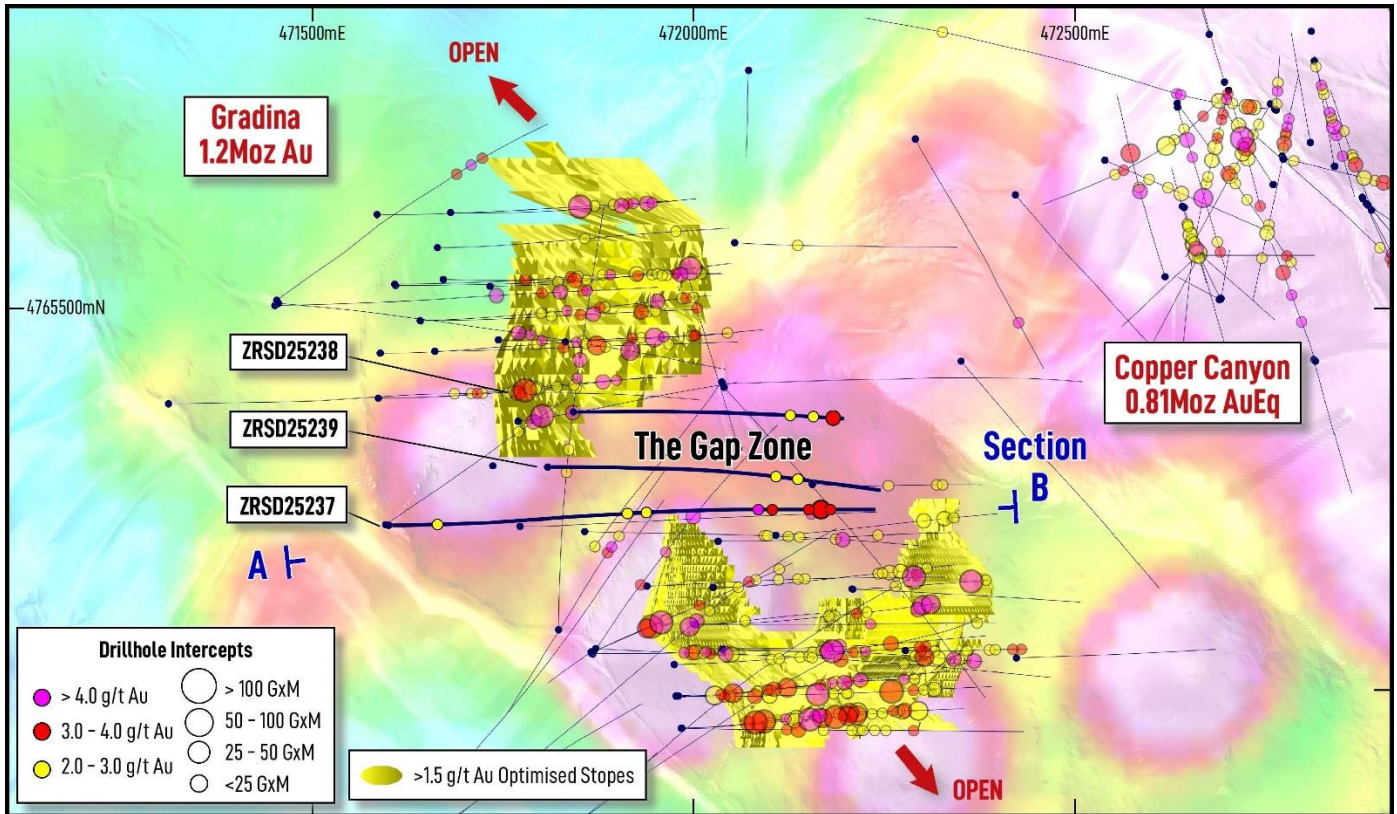 471500mE
472000mE
472500mE
OPEN
Gradina
1.2Moz Au
4765500mN
ZRSD25238
Copper Canyon
0.81Moz AuEq
ZRSD25239
The Gap Zone
Section
B
ZRSD25237
A
Drillhole Intercepts
> 4.0 g/t Au
3.0 – 4.0 g/t Au
2.0 – 3.0 g/t Au
> 100 GxM
50 – 100 GxM
25 – 50 GxM
<25 GxM
>1.5 g/t Au Optimised Stopes
OPEN